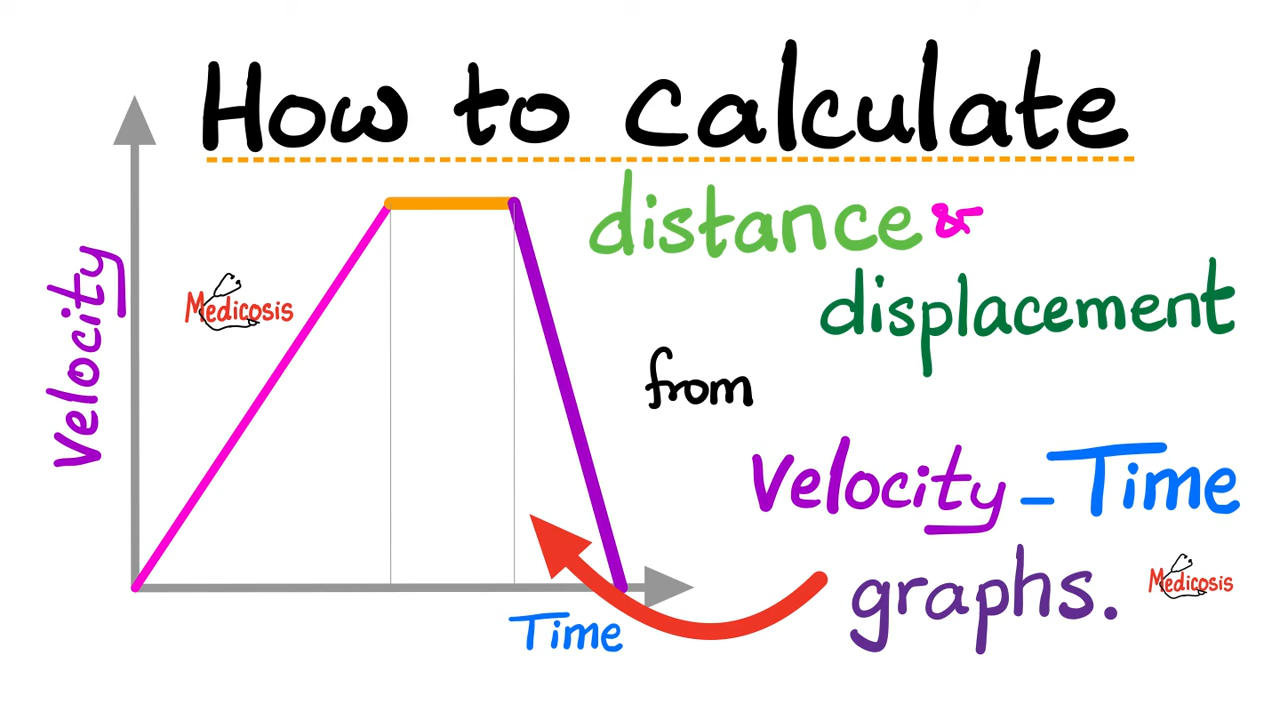 How to Calculate
distance &
displacement
from
Velocity - Time
graphs.
Velocity
Time
Medicosis
Medicosis